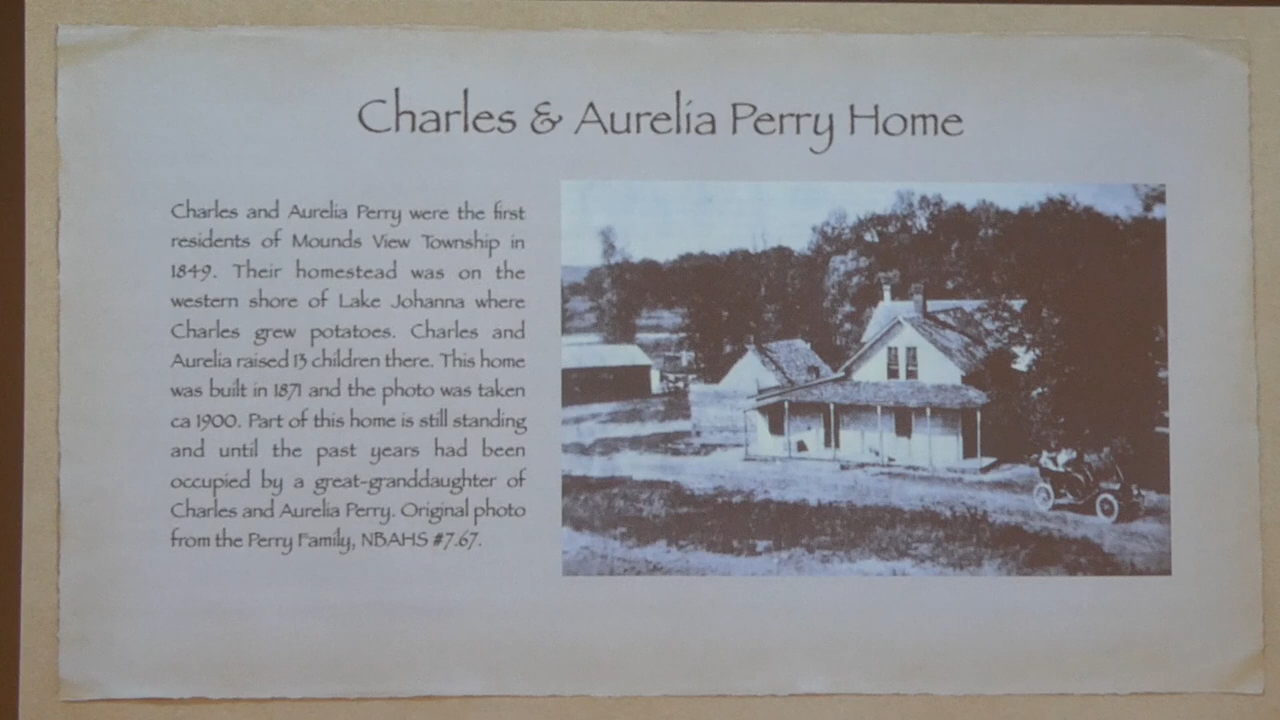 Charles & Aurelia Perry Home
Charles and Aurelia Perry were the first
residents of Mounds View Township in
1849. Their homestead was on the
western shore of Lake Johanna where
Charles grew potatoes. Charles and
Aurelia raised 13 children there. This home
was built in 1871 and the photo was taken
ca 1900. Part of this home is still standing
and until the past years had been
occupied by a great-granddaughter of
Charles and Aurelia Perry. Original photo
from the Perry Family, NBAHS #7.67.